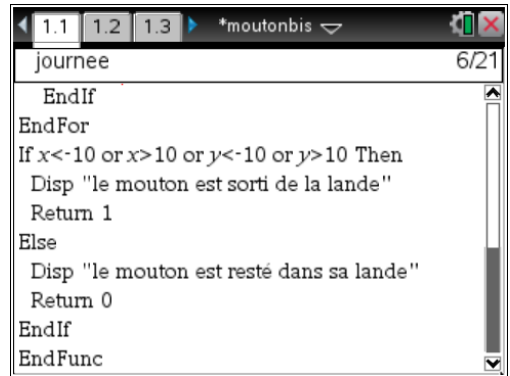 1.1 1.2 1.3 *moutonbis
journee 6/21
EndIf
EndFor
If x<-10 or x>10 or y<-10 or y>10 Then
Disp "le mouton est sorti de la lande"
Return 1
Else
Disp "le mouton est resté dans sa lande"
Return 0
EndIf
EndFunc